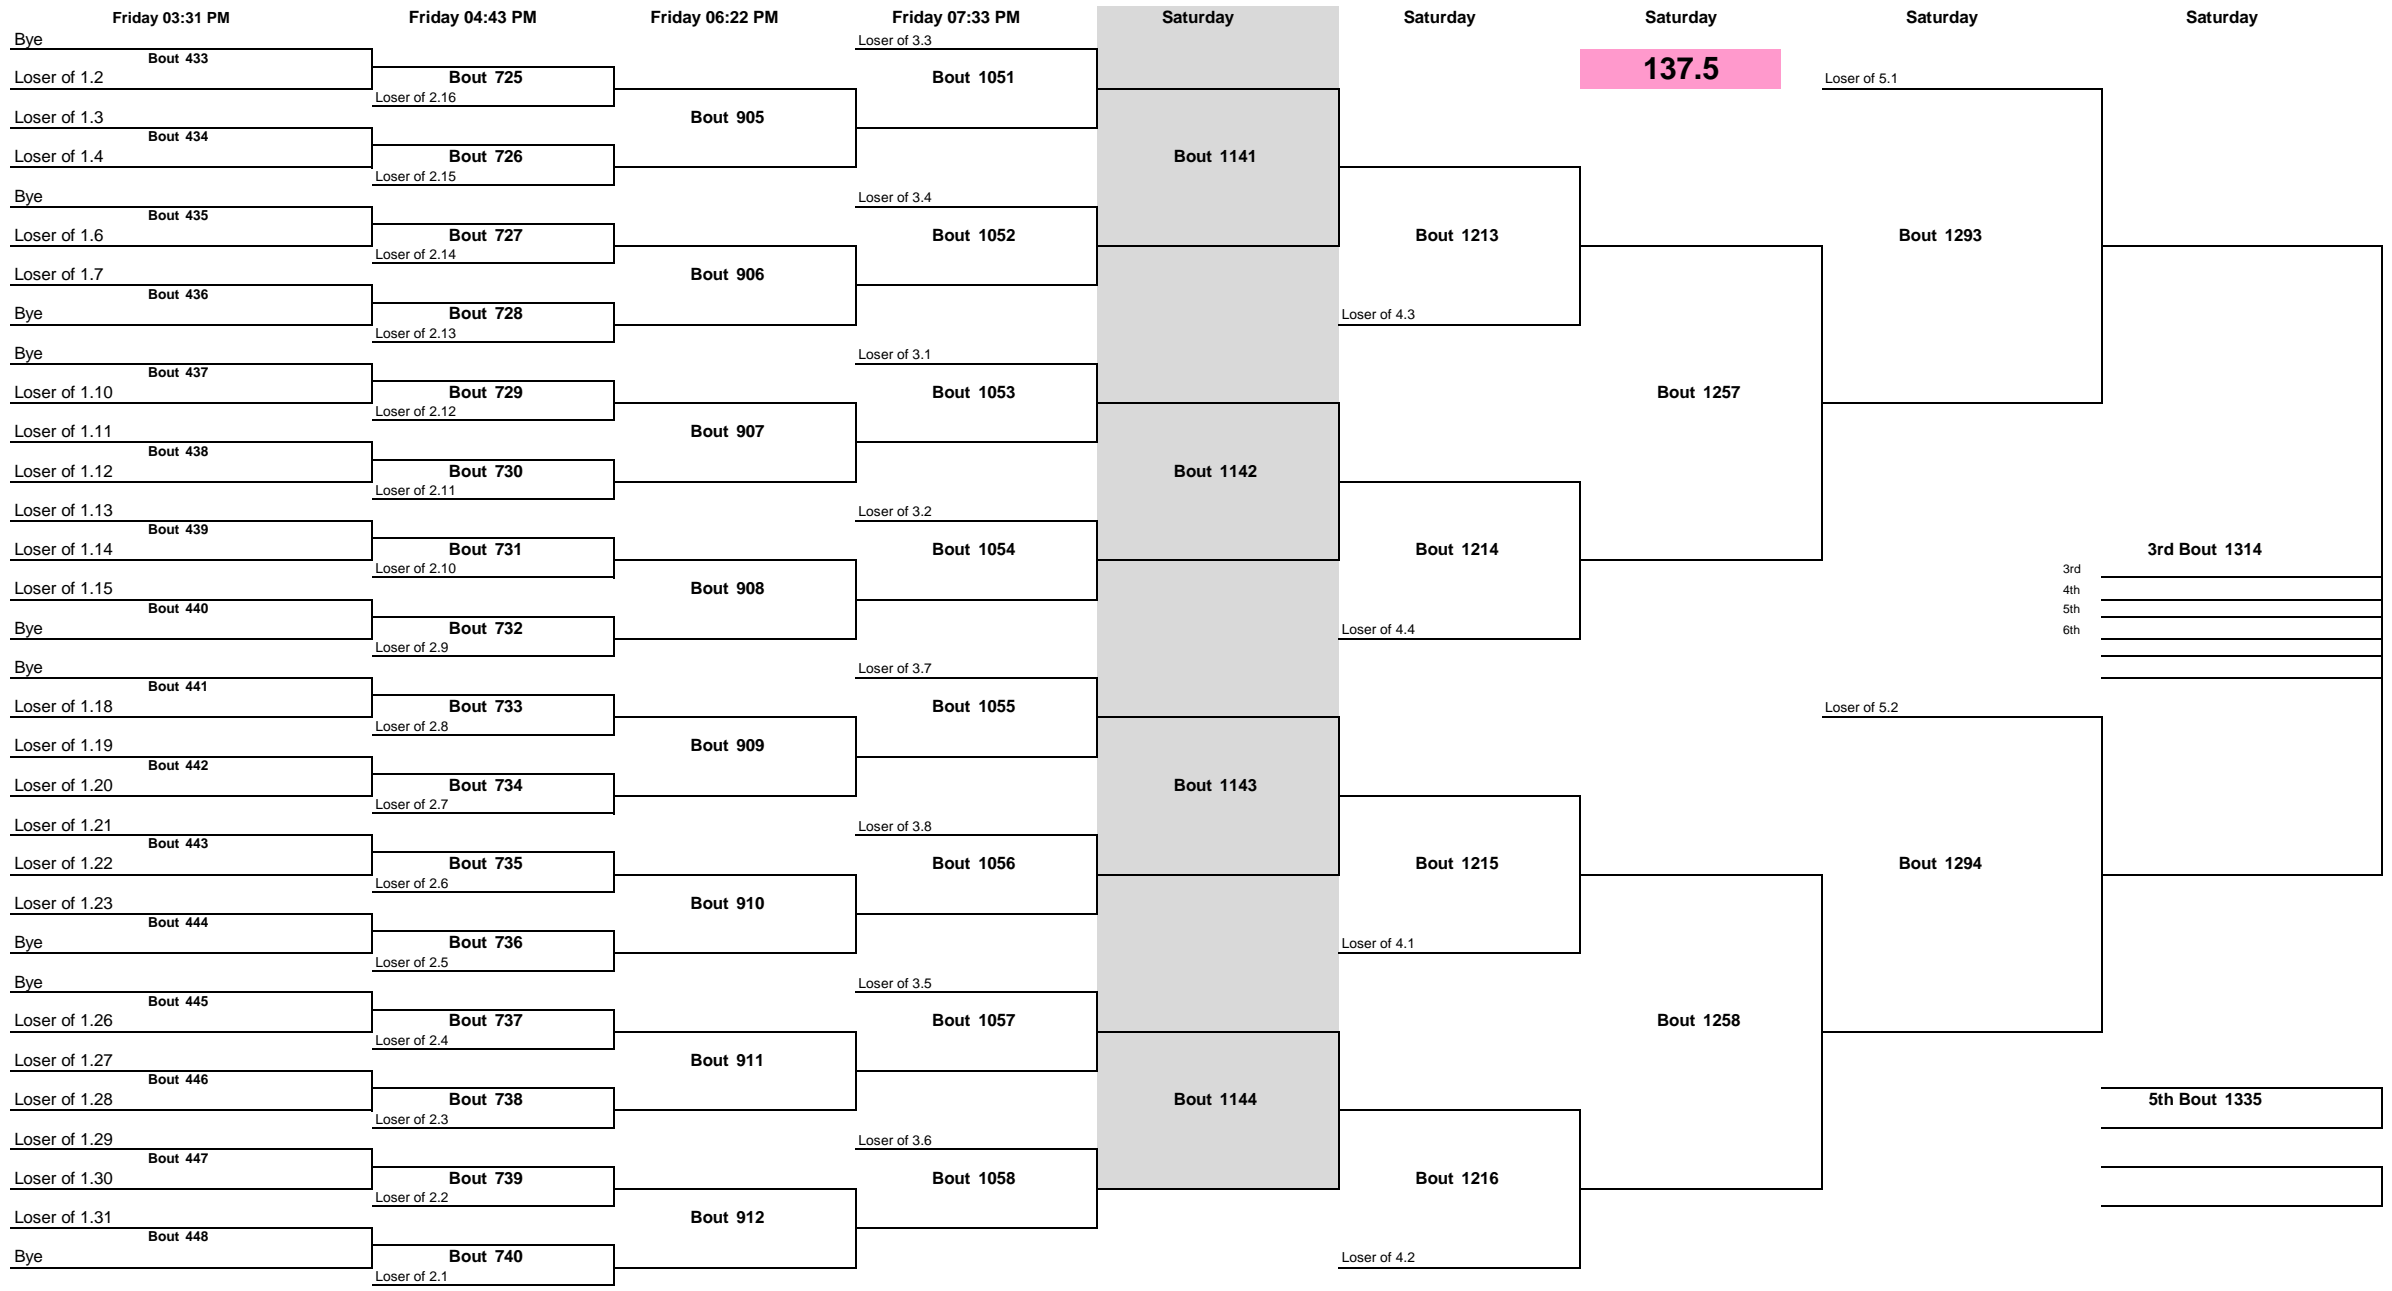 Friday 03:31 PM Friday 04:43 PM Friday 06:22 PM Friday 07:33 PM Saturday Saturday Saturday Saturday Saturday
Bye Loser of 3.3
Bout 433
Loser of 1.2 Bout 725 Bout 1051 137.5 Loser of 5.1
Loser of 2.16
Loser of 1.3 Bout 905
Bout 434
Loser of 1.4 Bout 726 Bout 1141
Loser of 2.15
Bye Loser of 3.4
Bout 435
Loser of 1.6 Bout 727 Bout 1052 Bout 1213 Bout 1293
Loser of 2.14
Loser of 1.7 Bout 906
Bout 436
Bye Bout 728 Loser of 4.3
Loser of 2.13
Bye Loser of 3.1
Bout 437
Loser of 1.10 Bout 729 Bout 1053 Bout 1257
Loser of 2.12
Loser of 1.11 Bout 907
Bout 438
Loser of 1.12 Bout 730 Bout 1142
Loser of 2.11
Loser of 1.13 Loser of 3.2
Bout 439
Loser of 1.14 Bout 731 Bout 1054 Bout 1214 3rd Bout 1314
Loser of 2.10 3rd
Loser of 1.15 Bout 908 4th
Bout 440 5th
Bye Bout 732 Loser of 4.4 6th
Loser of 2.9
Bye Loser of 3.7
Bout 441
Loser of 1.18 Bout 733 Bout 1055 Loser of 5.2
Loser of 2.8
Loser of 1.19 Bout 909
Bout 442
Loser of 1.20 Bout 734 Bout 1143
Loser of 2.7
Loser of 1.21 Loser of 3.8
Bout 443
Loser of 1.22 Bout 735 Bout 1056 Bout 1215 Bout 1294
Loser of 2.6
Loser of 1.23 Bout 910
Bout 444
Bye Bout 736 Loser of 4.1
Loser of 2.5
Bye Loser of 3.5
Bout 445
Loser of 1.26 Bout 737 Bout 1057 Bout 1258
Loser of 2.4
Loser of 1.27 Bout 911
Bout 446
Loser of 1.28 Bout 738 Bout 1144 5th Bout 1335
Loser of 2.3
Loser of 1.29 Loser of 3.6
Bout 447
Loser of 1.30 Bout 739 Bout 1058 Bout 1216
Loser of 2.2
Loser of 1.31 Bout 912
Bout 448
Bye Bout 740 Loser of 4.2
Loser of 2.1